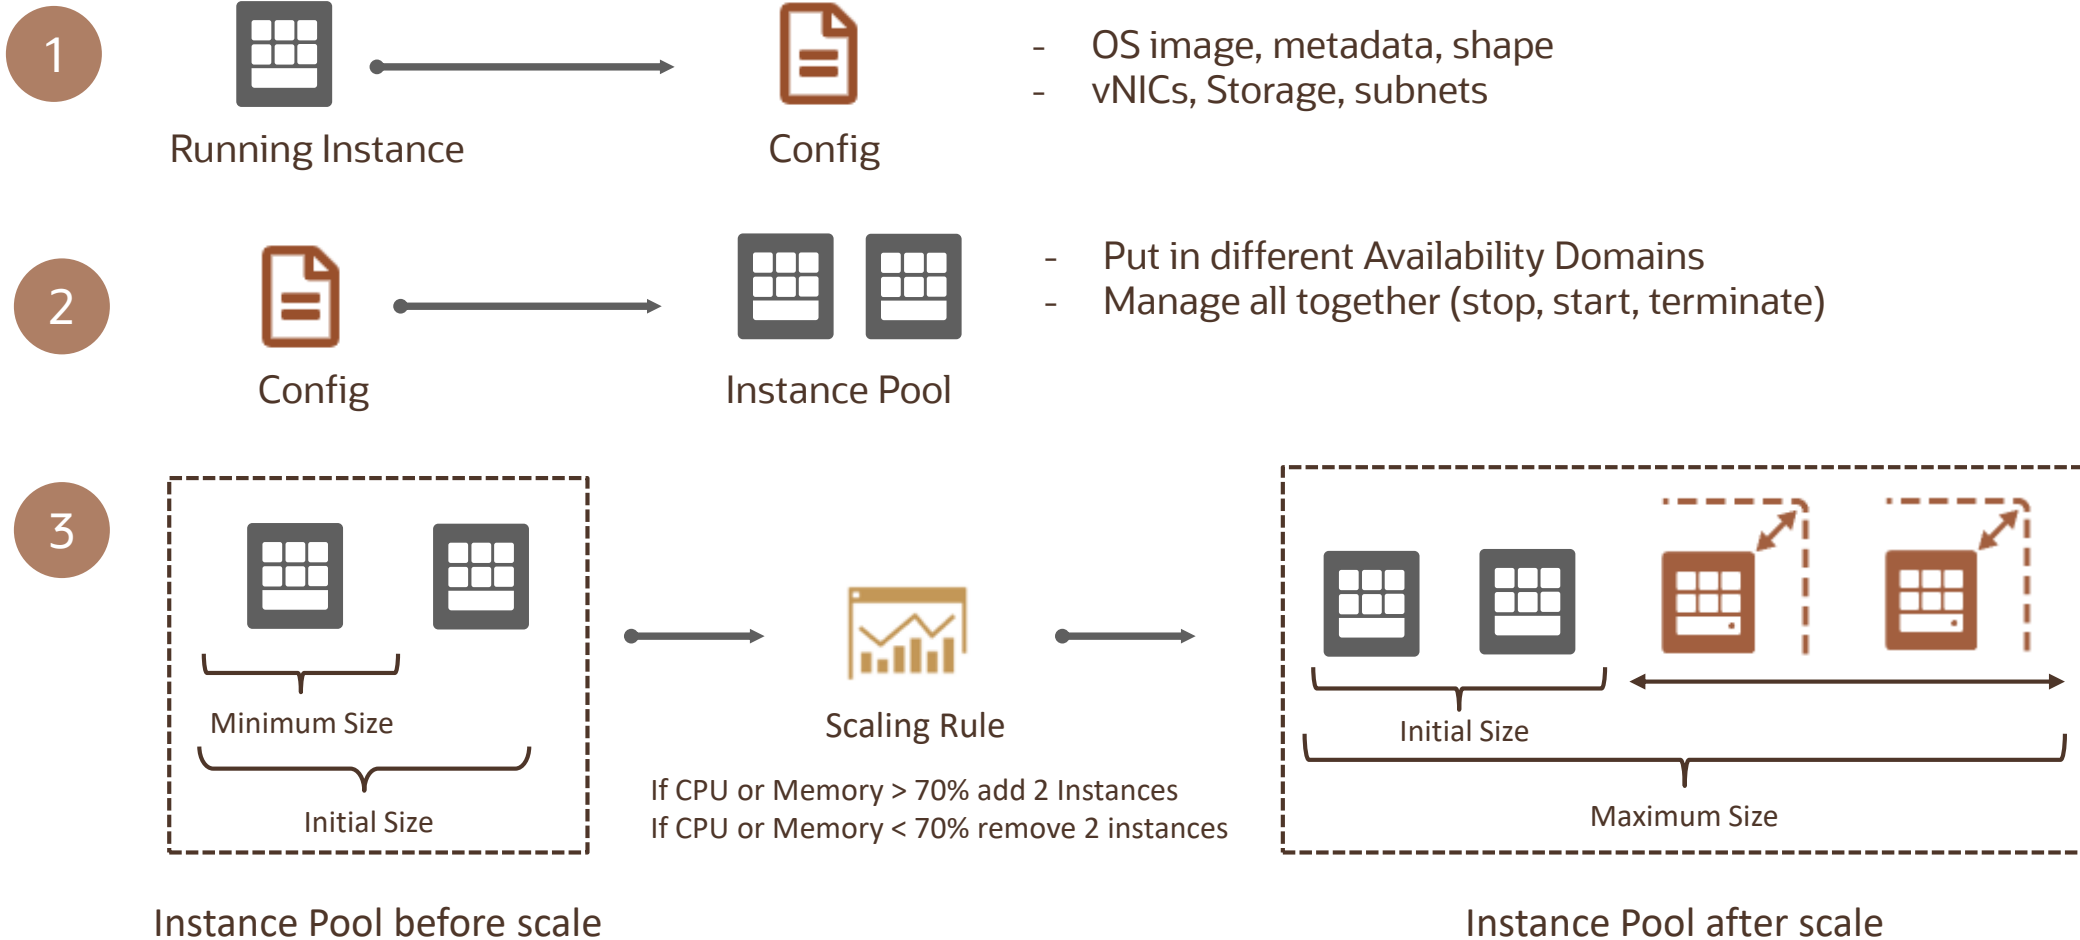 1
- OS image, metadata, shape
- vNICs, Storage, subnets
Running Instance
Config
2
- Put in different Availability Domains
- Manage all together (stop, start, terminate)
Config
Instance Pool
3
Minimum Size
Initial Size
Scaling Rule
If CPU or Memory > 70% add 2 Instances
If CPU or Memory < 70% remove 2 instances
Initial Size
Maximum Size
Instance Pool before scale
Instance Pool after scale